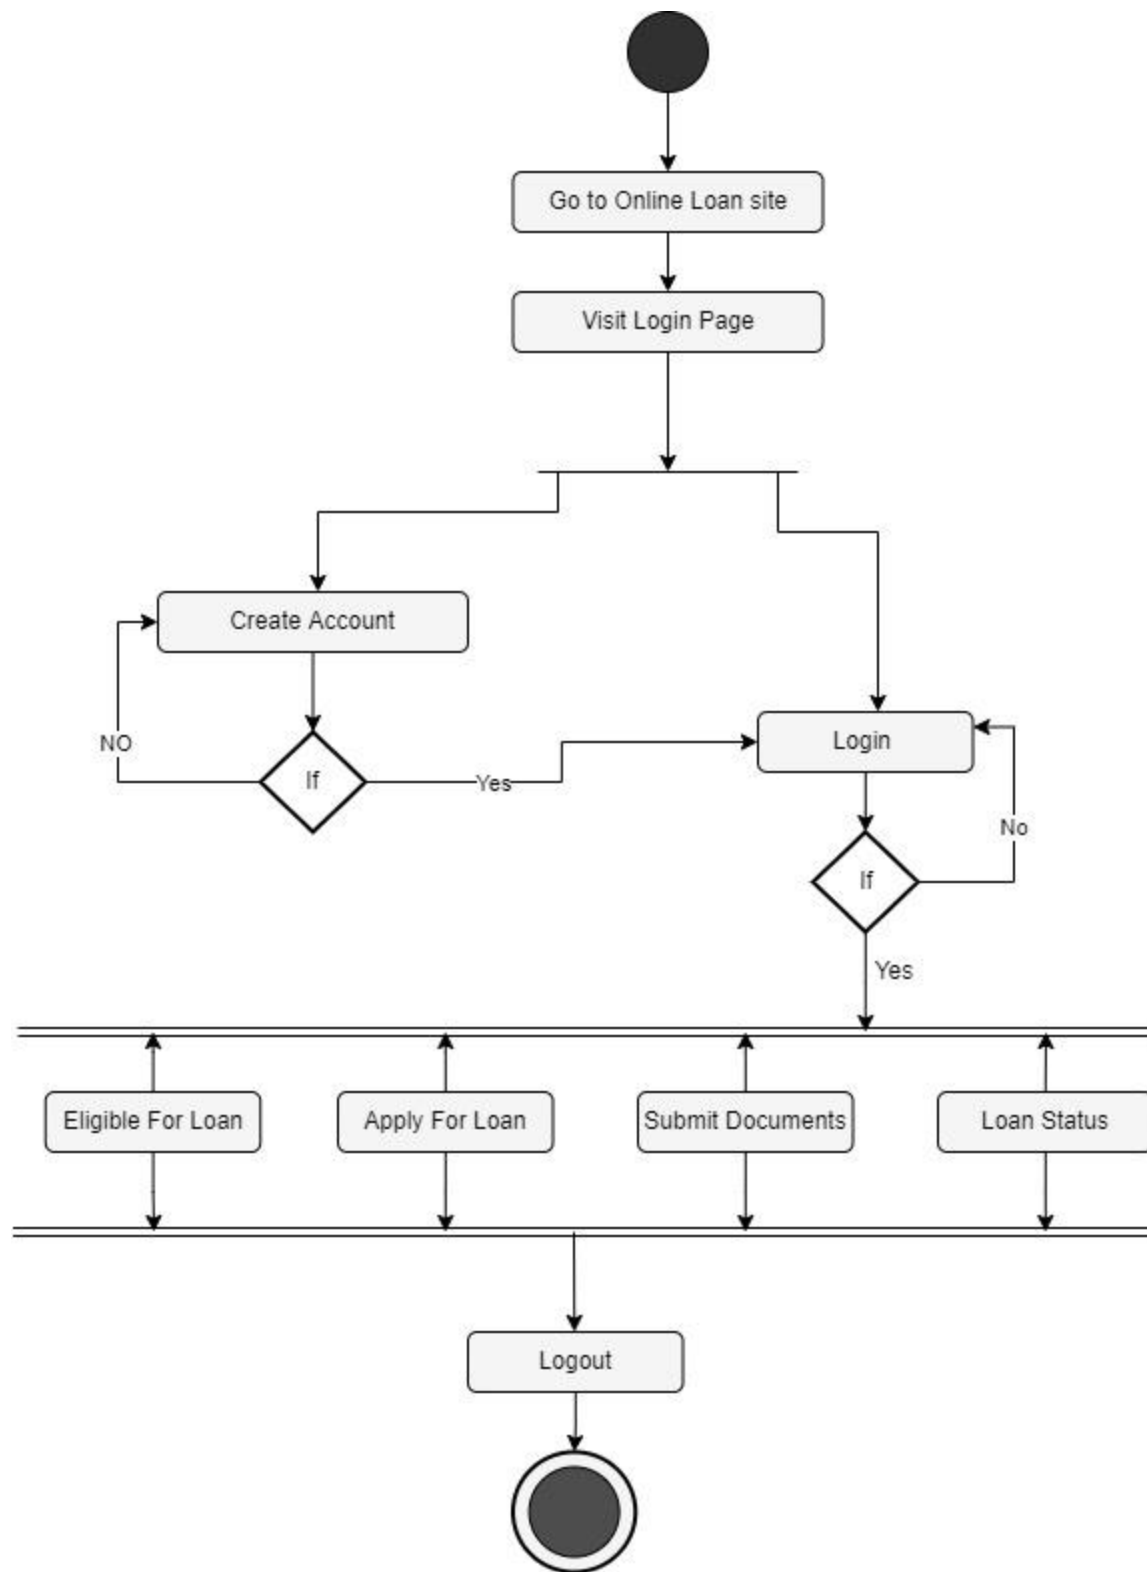 Go to Online Loan site
Visit Login Page
Create Account
NO
If
Yes
Login
No
If
Yes
Eligible For Loan
Apply For Loan
Submit Documents
Loan Status
Logout